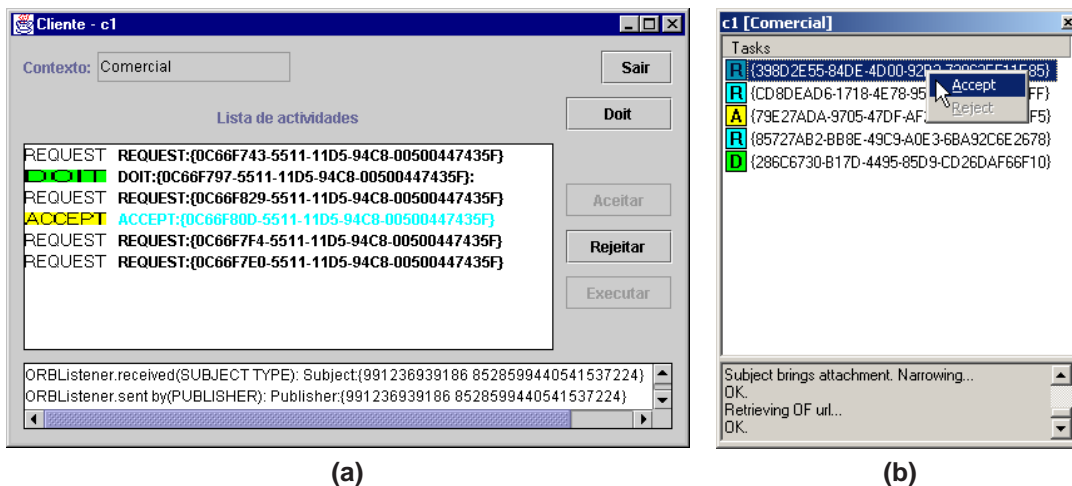 Cliente - c1
Contexto: Comercial
Sair
Lista de actividades
Doit
REQUEST REQUEST:{0C66F743-5511-11D5-94C8-00500447435F}
DOIT DOIT:{0C66F797-5511-11D5-94C8-00500447435F}:
REQUEST REQUEST:{0C66F829-5511-11D5-94C8-00500447435F}
ACCEPT ACCEPT:{0C66F80D-5511-11D5-94C8-00500447435F}
REQUEST REQUEST:{0C66F7F4-5511-11D5-94C8-00500447435F}
REQUEST REQUEST:{0C66F7E0-5511-11D5-94C8-00500447435F}
Aceitar
Rejeitar
Executar
ORBListener.received(SUBJECT TYPE): Subject:{991236939186 8528599440541537224}
ORBListener.sent by(PUBLISHER): Publisher:{991236939186 8528599440541537224}
(a)
c1 [Comercial]
Tasks
R {398D2E55-84DE-4D00-92
R {CD8DEAD6-1718-4E78-95 FF}
A {79E27ADA-9705-47DF-AF F5}
R {85727AB2-BB8E-49C9-A0E3-6BA92C6E2678}
D {286C6730-B17D-4495-85D9-CD26DAF66F10}
Accept
Reject
Subject brings attachment. Narrowing...
OK.
Retrieving OF url...
OK.
(b)